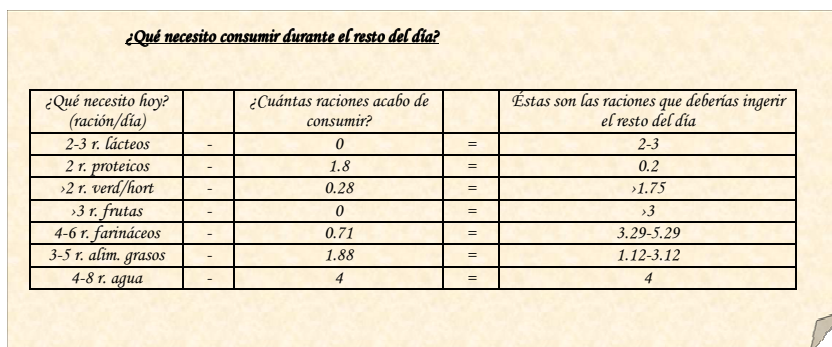 ¿Qué necesito consumir durante el resto del día?
¿Qué necesito hoy? ¿Cuántas raciones acabo de Éstas son las raciones que deberías ingerir
(ración/día) consumir? el resto del día
2-3 r. lácteos - 0 = 2-3
2 r. proteicos - 1.8 = 0.2
›2 r. verd/hort - 0.28 = ›1.75
›3 r. frutas - 0 = ›3
4-6 r. farináceos - 0.71 = 3.29-5.29
3-5 r. alim. grasos - 1.88 = 1.12-3.12
4-8 r. agua - 4 = 4